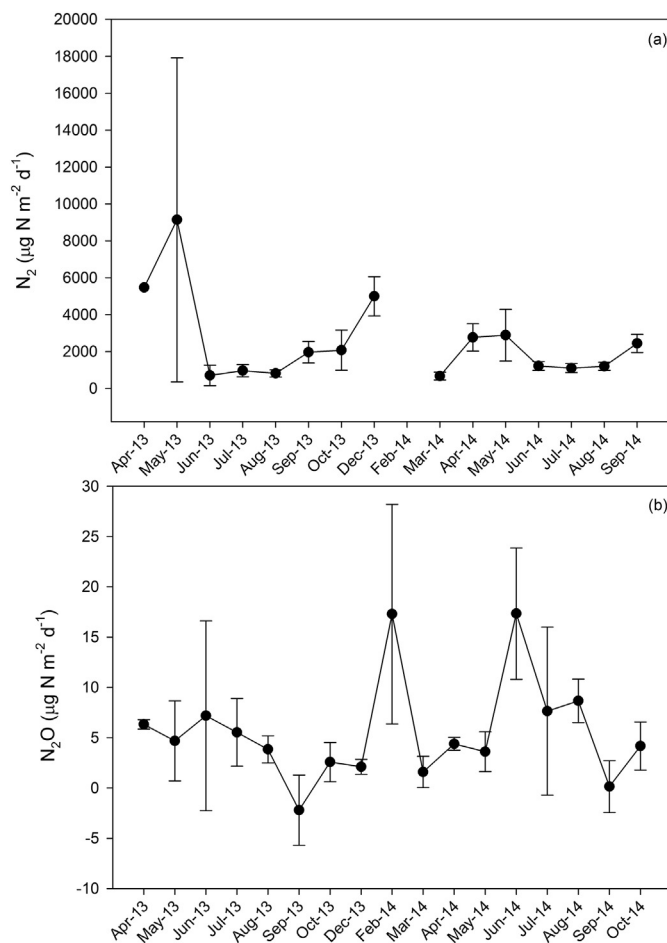 (a)
N₂ (µg N m⁻² d⁻¹)
20000
18000
16000
14000
12000
10000
8000
6000
4000
2000
0
Apr-13
May-13
Jun-13
Jul-13
Aug-13
Sep-13
Oct-13
Dec-13
Feb-14
Mar-14
Apr-14
May-14
Jun-14
Jul-14
Aug-14
Sep-14
(b)
N₂O (µg N m⁻² d⁻¹)
30
25
20
15
10
5
0
-5
-10
Apr-13
May-13
Jun-13
Jul-13
Aug-13
Sep-13
Oct-13
Dec-13
Feb-14
Mar-14
Apr-14
May-14
Jun-14
Jul-14
Aug-14
Sep-14
Oct-14